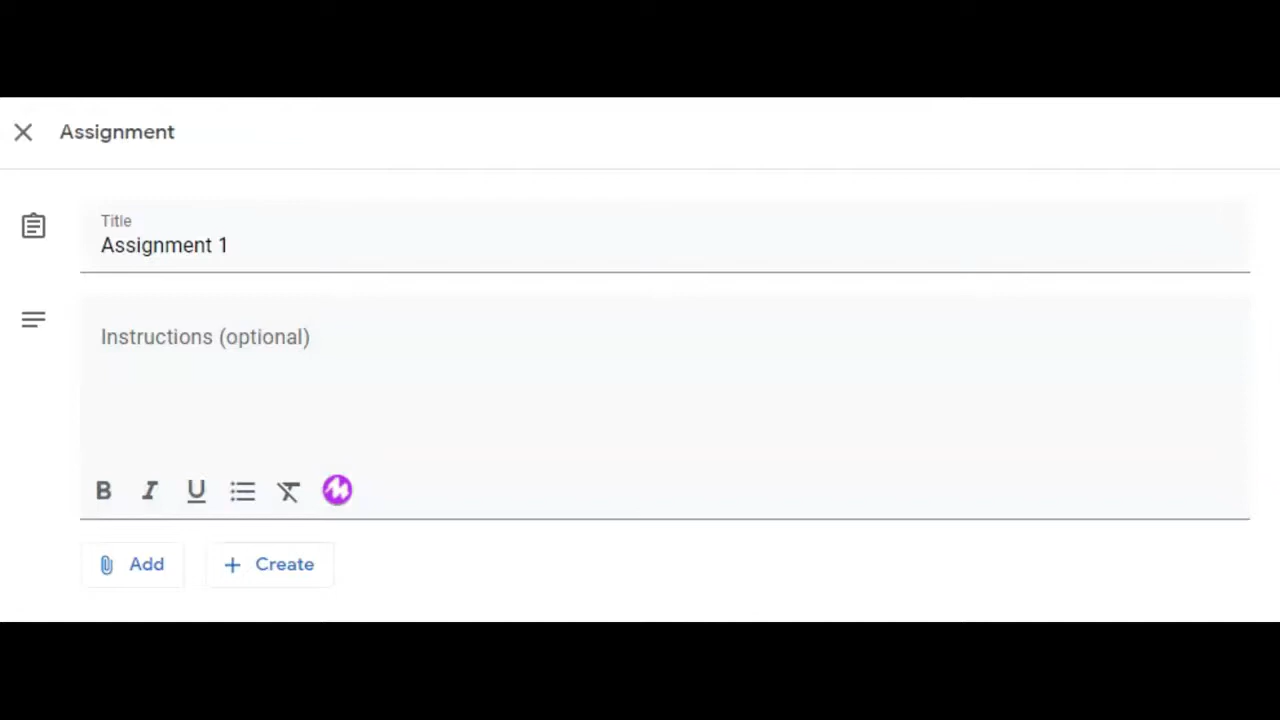 Assignment
Title
Assignment 1
Instructions (optional)
B I U
Add
Create